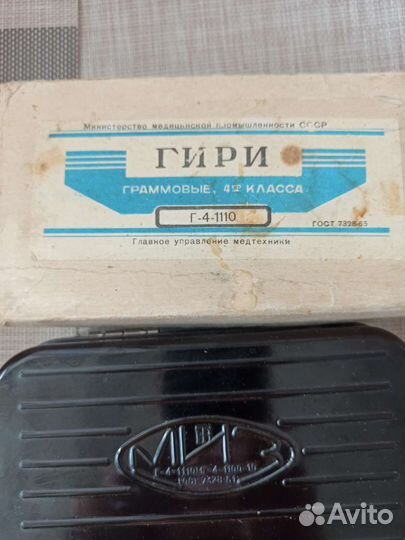 Министерство медицинской промышленности СССР
ГИРИ
ГРАММОВЫЕ, 4го КЛАССА
Г-4-1110
ГОСТ 7328-65
Главное управление медтехники
МИЗ
Avito